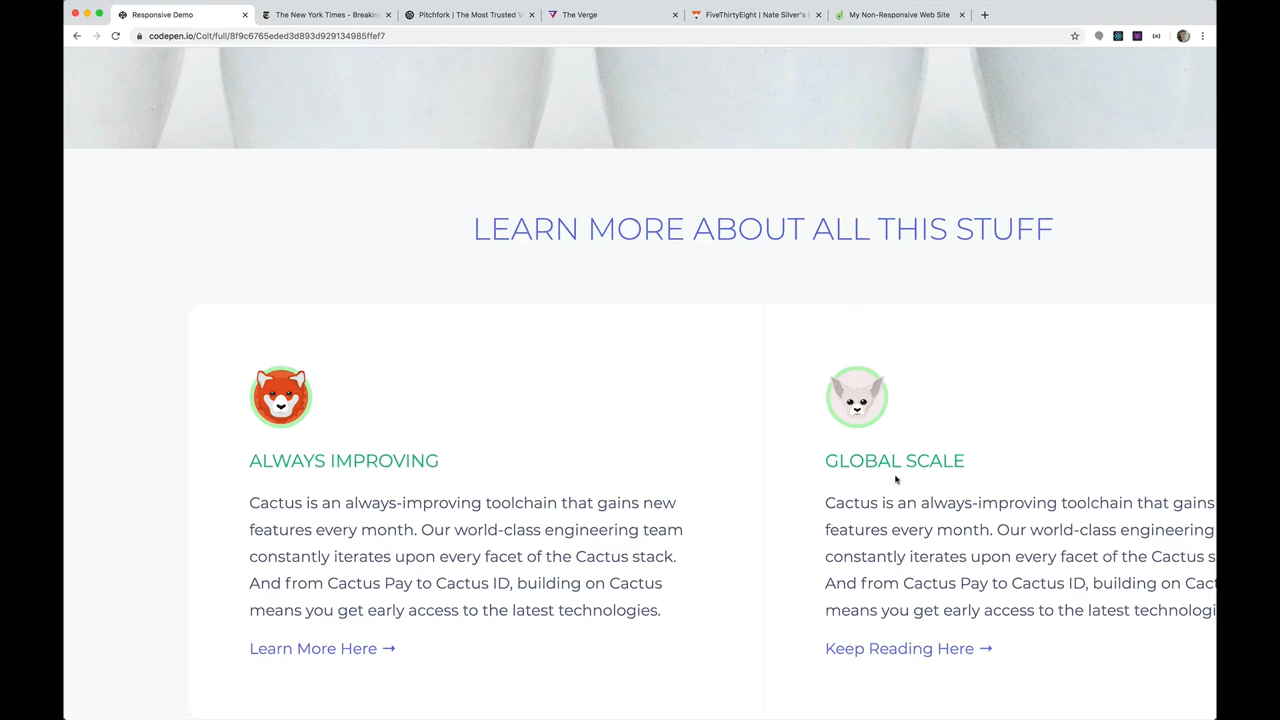 Responsive Demo
The New York Times - Breaking
Pitchfork | The Most Trusted V
The Verge
FiveThirtyEight | Nate Silver's
My Non-Responsive Web Site
codepen.io/Colt/full/8f9c6765eded3d893d929134985ffef7
LEARN MORE ABOUT ALL THIS STUFF
ALWAYS IMPROVING
Cactus is an always-improving toolchain that gains new
features every month. Our world-class engineering team
constantly iterates upon every facet of the Cactus stack.
And from Cactus Pay to Cactus ID, building on Cactus
means you get early access to the latest technologies.
Learn More Here →
GLOBAL SCALE
Cactus is an always-improving toolchain that gains
features every month. Our world-class engineering
constantly iterates upon every facet of the Cactus s
And from Cactus Pay to Cactus ID, building on Cact
means you get early access to the latest technologi
Keep Reading Here →